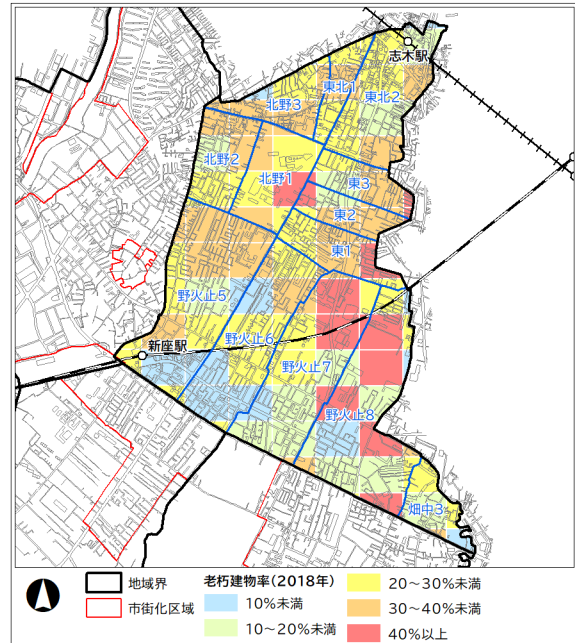 志木駅
東北1
北野3
東北2
北野2
北野1
東3
東2
東1
野火止5
野火止6
新座駅
野火止7
野火止8
畑中3
地域界
市街化区域
老朽建物率(2018年)
10%未満
10～20%未満
20～30%未満
30～40%未満
40%以上